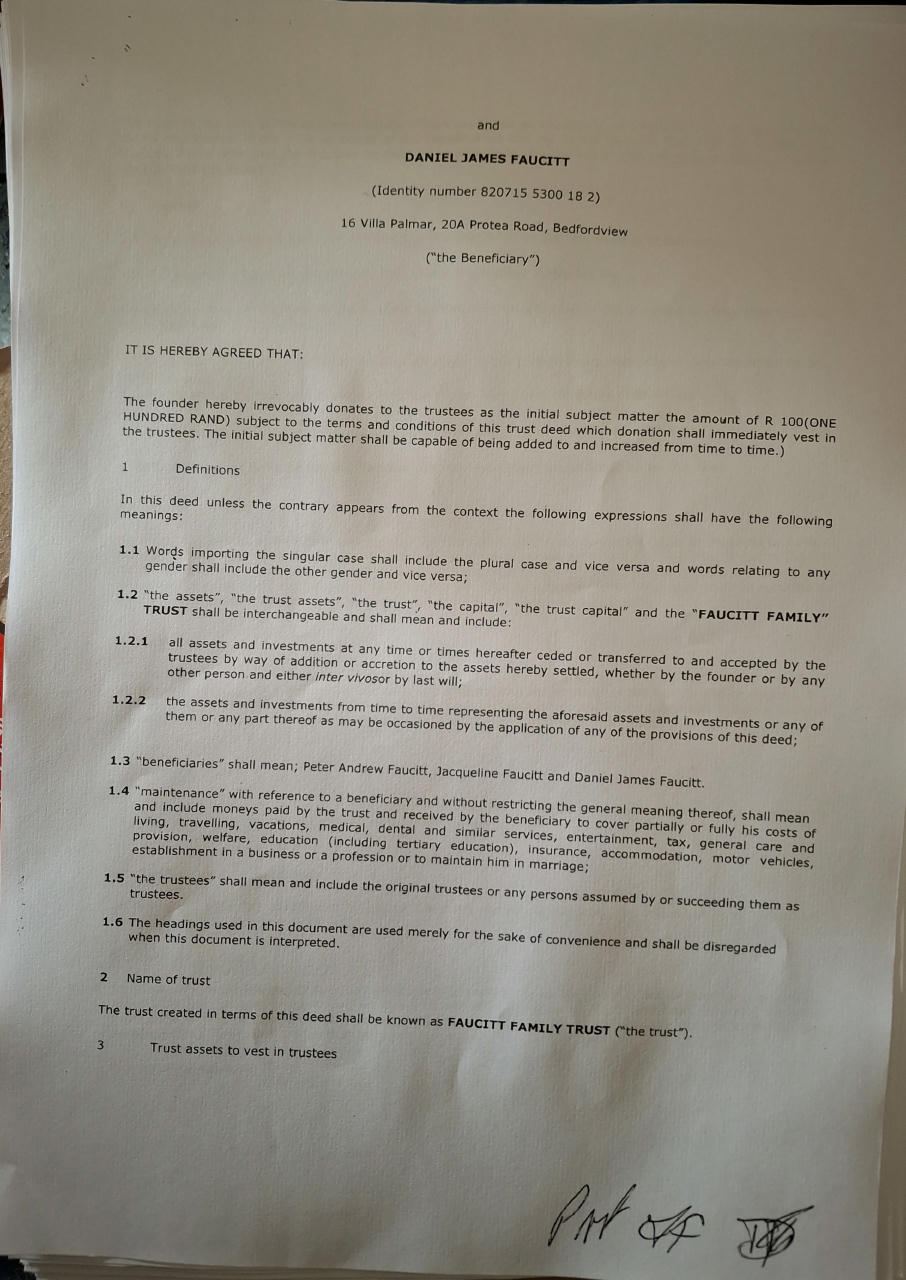 and
DANIEL JAMES FAUCITT
(Identity number 820715 5300 18 2)
16 Villa Palmar, 20A Protea Road, Bedfordview
("the Beneficiary")
IT IS HEREBY AGREED THAT:
The founder hereby irrevocably donates to the trustees as the initial subject matter the amount of R 100(ONE
HUNDRED RAND) subject to the terms and conditions of this trust deed which donation shall immediately vest in
the trustees. The initial subject matter shall be capable of being added to and increased from time to time.)
1 Definitions
In this deed unless the contrary appears from the context the following expressions shall have the following
meanings:
1.1 Words importing the singular case shall include the plural case and vice versa and words relating to any
gender shall include the other gender and vice versa;
1.2 "the assets", "the trust assets", "the trust", "the capital", "the trust capital" and the "FAUCITT FAMILY"
TRUST shall be interchangeable and shall mean and include:
1.2.1 all assets and investments at any time or times hereafter ceded or transferred to and accepted by the
trustees by way of addition or accretion to the assets hereby settled, whether by the founder or by any
other person and either inter vivosor by last will;
1.2.2 the assets and investments from time to time representing the aforesaid assets and investments or any of
them or any part thereof as may be occasioned by the application of any of the provisions of this deed;
1.3 "beneficiaries" shall mean; Peter Andrew Faucitt, Jacqueline Faucitt and Daniel James Faucitt.
1.4 "maintenance" with reference to a beneficiary and without restricting the general meaning thereof, shall mean
and include moneys paid by the trust and received by the beneficiary to cover partially or fully his costs of
living, travelling, vacations, medical, dental and similar services, entertainment, tax, general care and
provision, welfare, education (including tertiary education), insurance, accommodation, motor vehicles,
establishment in a business or a profession or to maintain him in marriage;
1.5 "the trustees" shall mean and include the original trustees or any persons assumed by or succeeding them as
trustees.
1.6 The headings used in this document are used merely for the sake of convenience and shall be disregarded
when this document is interpreted.
2 Name of trust
The trust created in terms of this deed shall be known as FAUCITT FAMILY TRUST ("the trust").
3 Trust assets to vest in trustees